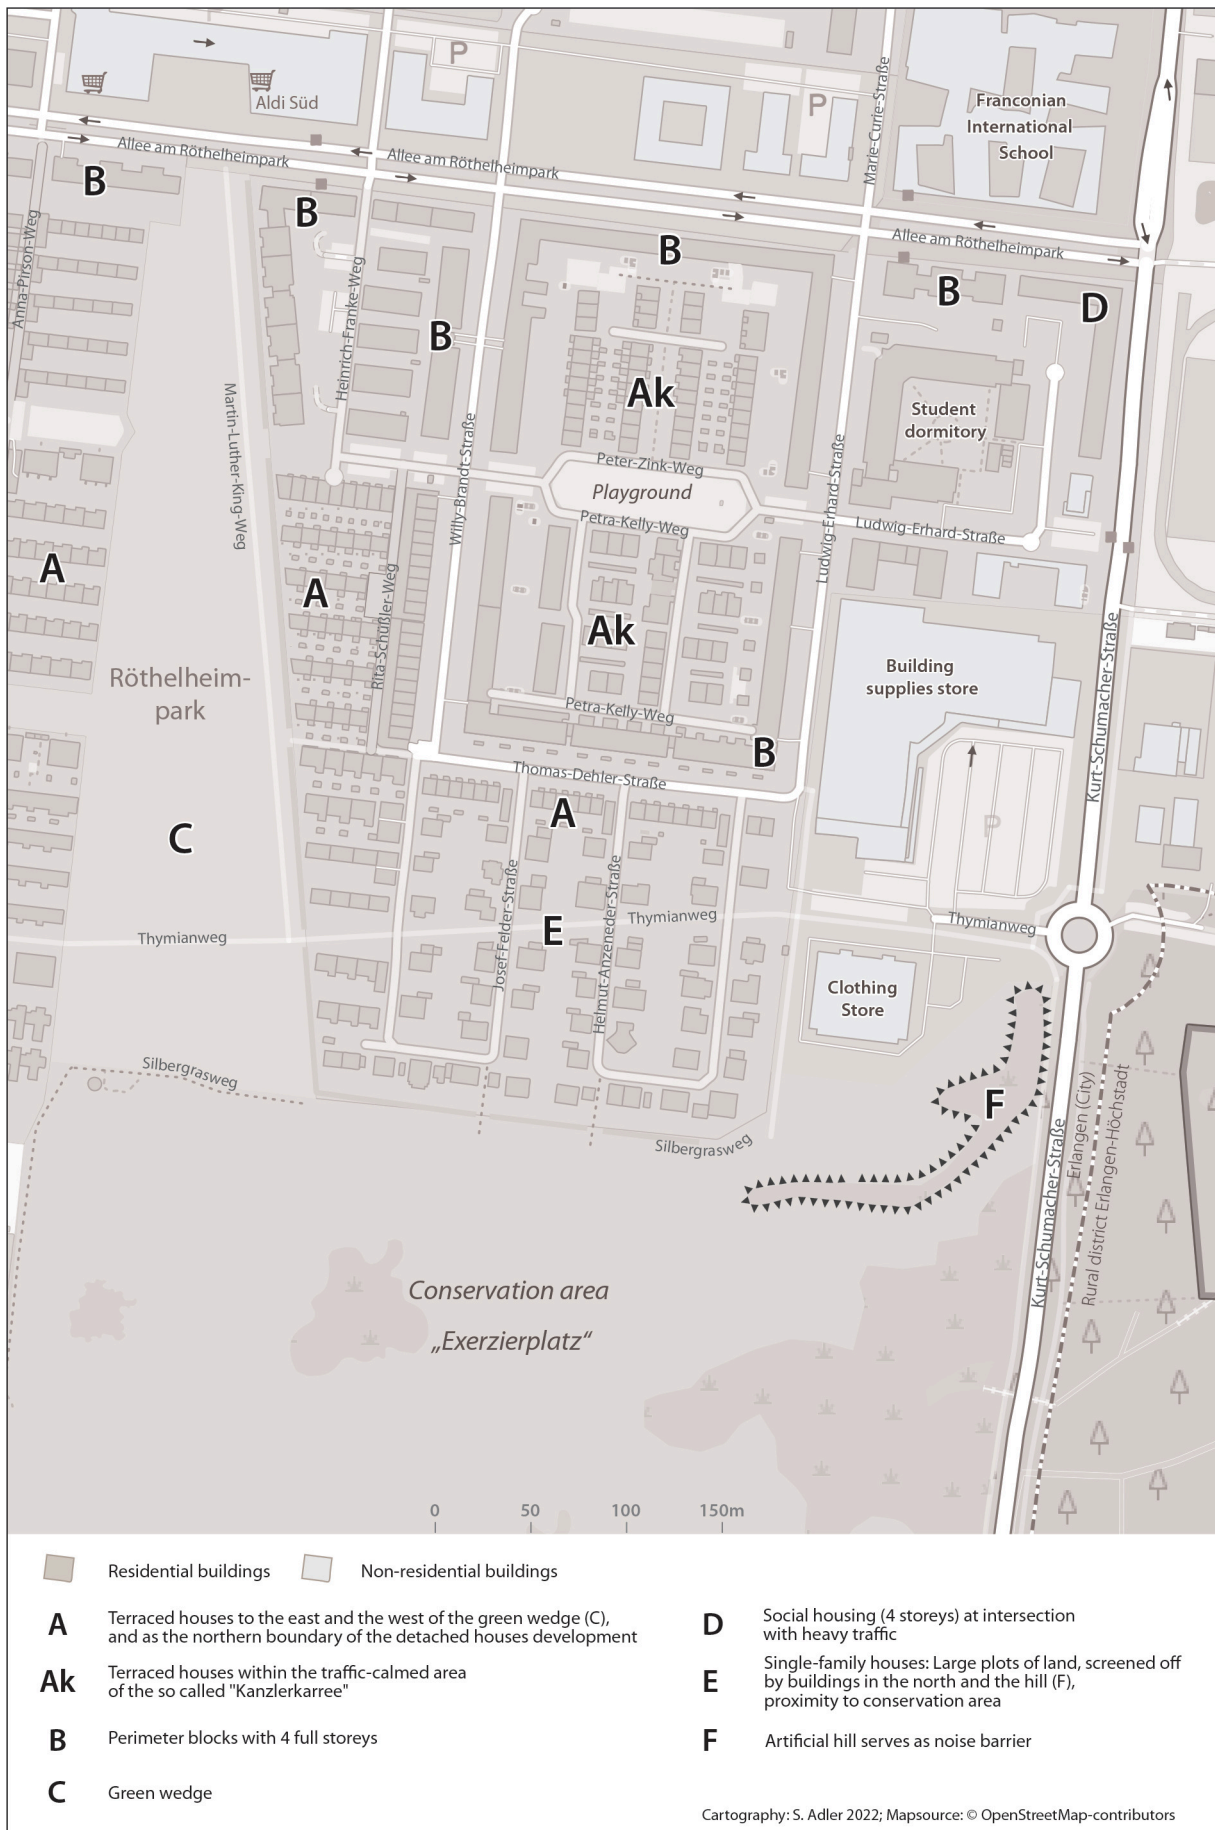 P
Aldi Süd
P
Marie-Curie-Straße
Franconian
International
School
Allee am Röthelheimpark
Allee am Röthelheimpark
Allee am Röthelheimpark
B
B
B
B
B
D
Anna-Pirson-Weg
Heinrich-Franke-Weg
Martin-Luther-King-Weg
Willy-Brandt-Straße
Ak
Student
dormitory
Peter-Zink-Weg
Playground
Petra-Kelly-Weg
Ludwig-Erhard-Straße
Ludwig-Erhard-Straße
A
A
Rita-Schüßler-Weg
Ak
Building
supplies store
Kurt-Schumacher-Straße
Röthelheim-
park
Petra-Kelly-Weg
B
Thomas-Dehler-Straße
A
P
C
Josef-Felder-Straße
Helmut-Anzeneder-Straße
E
Thymianweg
Thymianweg
Thymianweg
Clothing
Store
Silbergrasweg
Silbergrasweg
F
Kurt-Schumacher-Straße
Erlangen (City)
Rural district Erlangen-Höchstadt
Conservation area
„Exerzierplatz“
0 50 100 150m
Residential buildings
Non-residential buildings
A Terraced houses to the east and the west of the green wedge (C),
and as the northern boundary of the detached houses development
Ak Terraced houses within the traffic-calmed area
of the so called "Kanzlerkarree"
B Perimeter blocks with 4 full storeys
C Green wedge
D Social housing (4 storeys) at intersection
with heavy traffic
E Single-family houses: Large plots of land, screened off
by buildings in the north and the hill (F),
proximity to conservation area
F Artificial hill serves as noise barrier
Cartography: S. Adler 2022; Mapsource: © OpenStreetMap-contributors